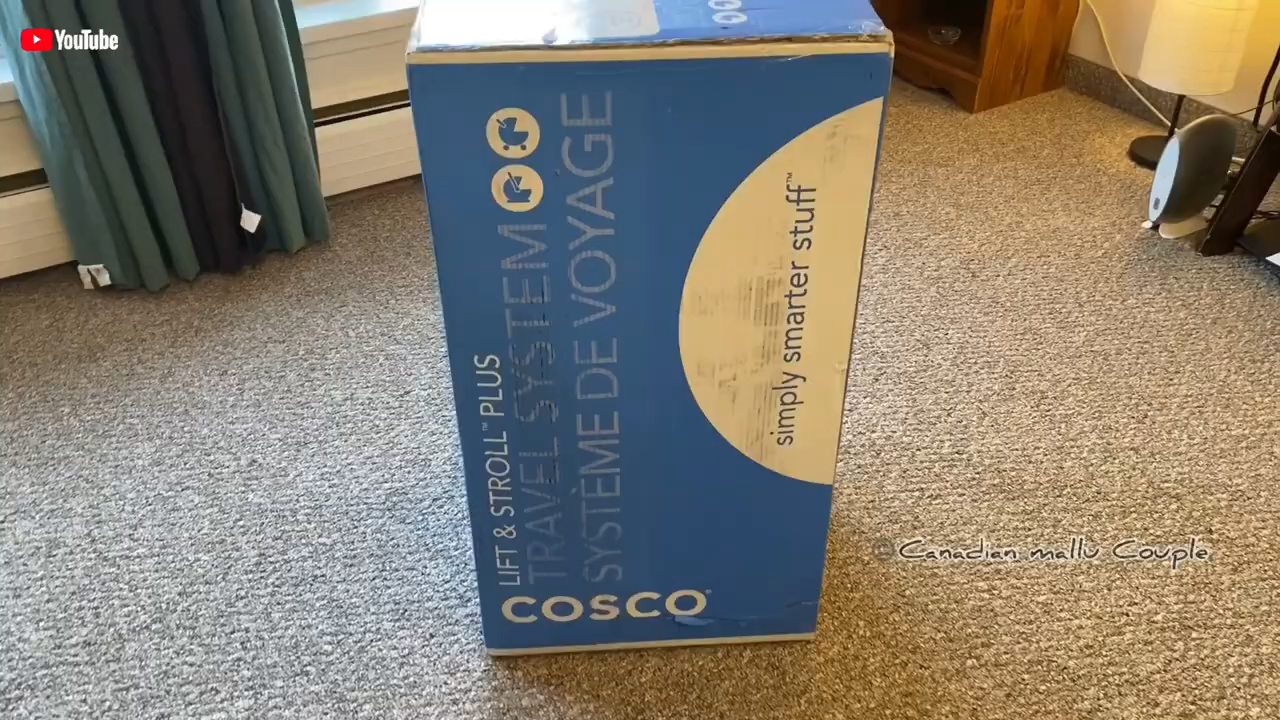 YouTube
LIFT & STROLL™ PLUS
TRAVEL SYSTEM
SYSTÈME DE VOYAGE
simply smarter stuff™
COSCO®
©Canadian mallu Couple